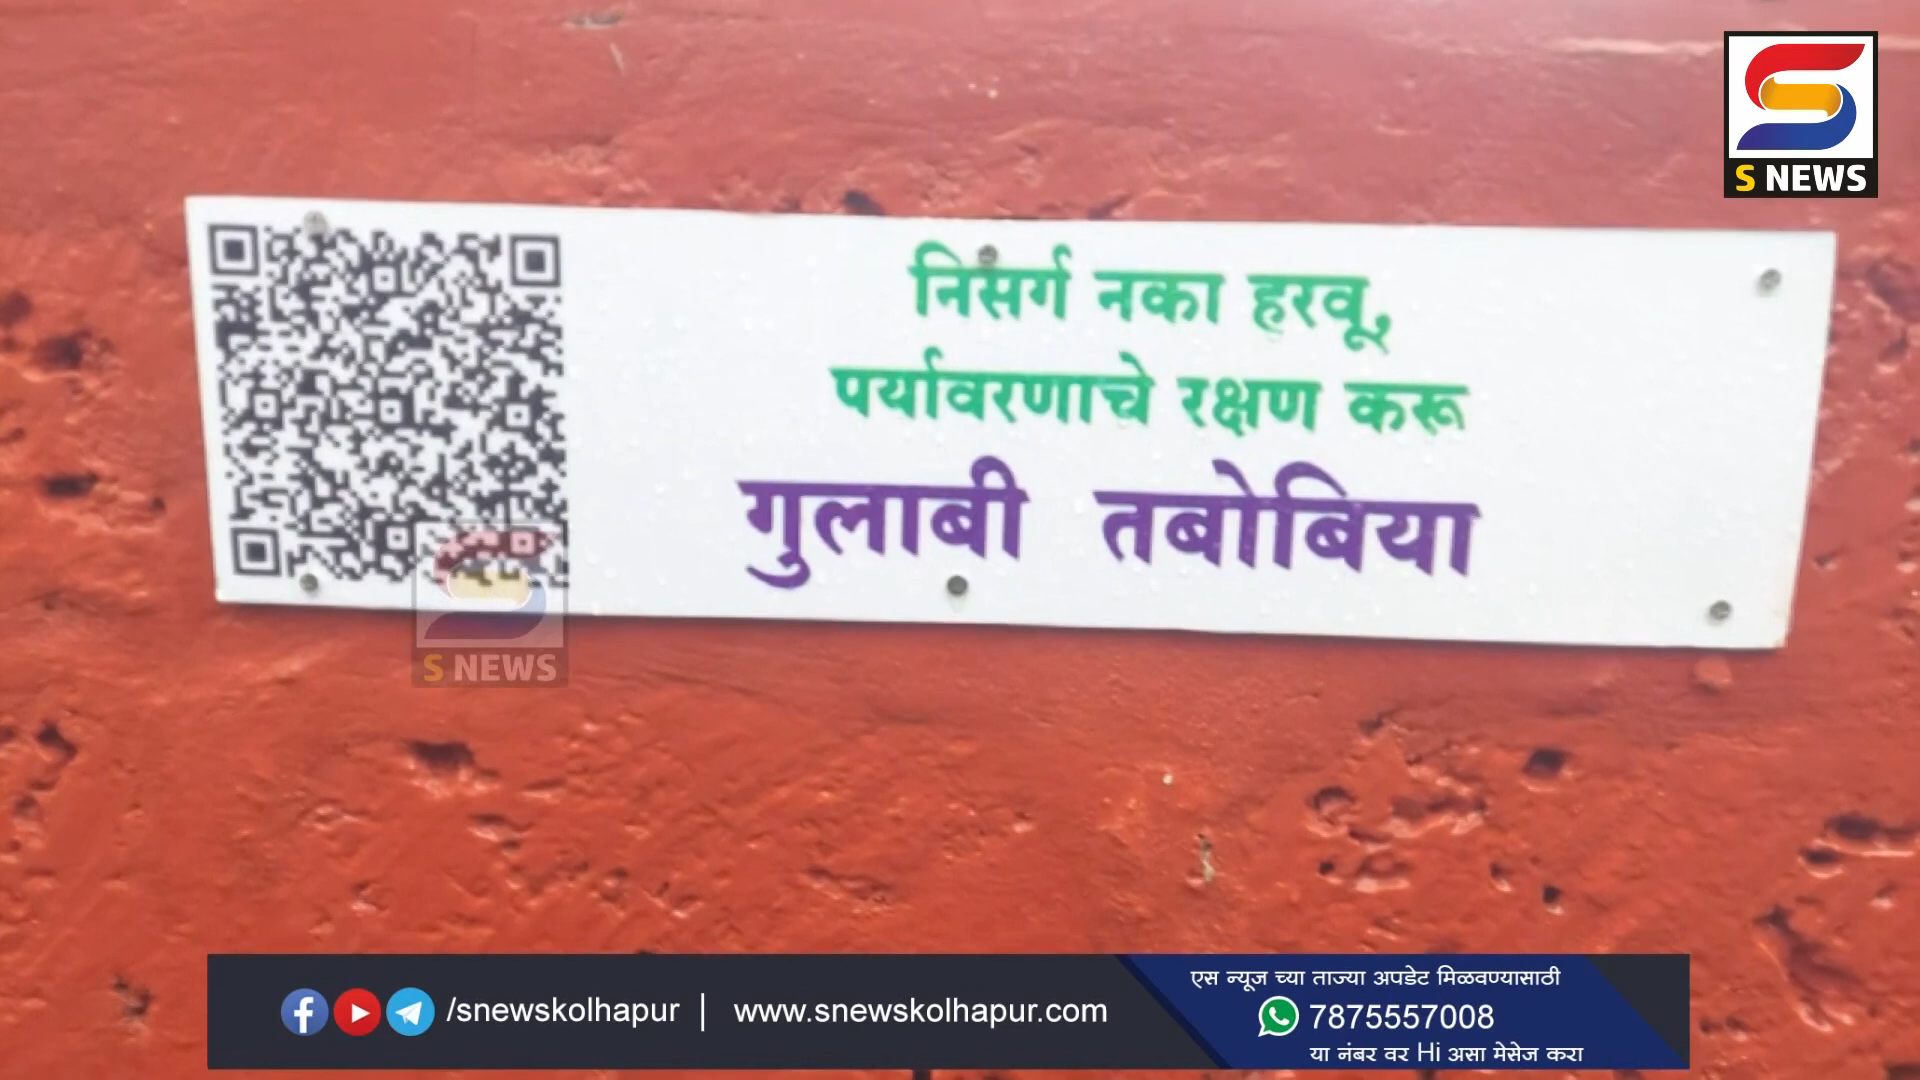 S NEWS
निसर्ग नका हरवू,
पर्यावरणाचे रक्षण करू
गुलाबी तबोबिया
S NEWS
/snewskolhapur | www.snewskolhapur.com
एस न्यूज च्या ताज्या अपडेट मिळवण्यासाठी
7875557008
या नंबर वर Hi असा मेसेज करा